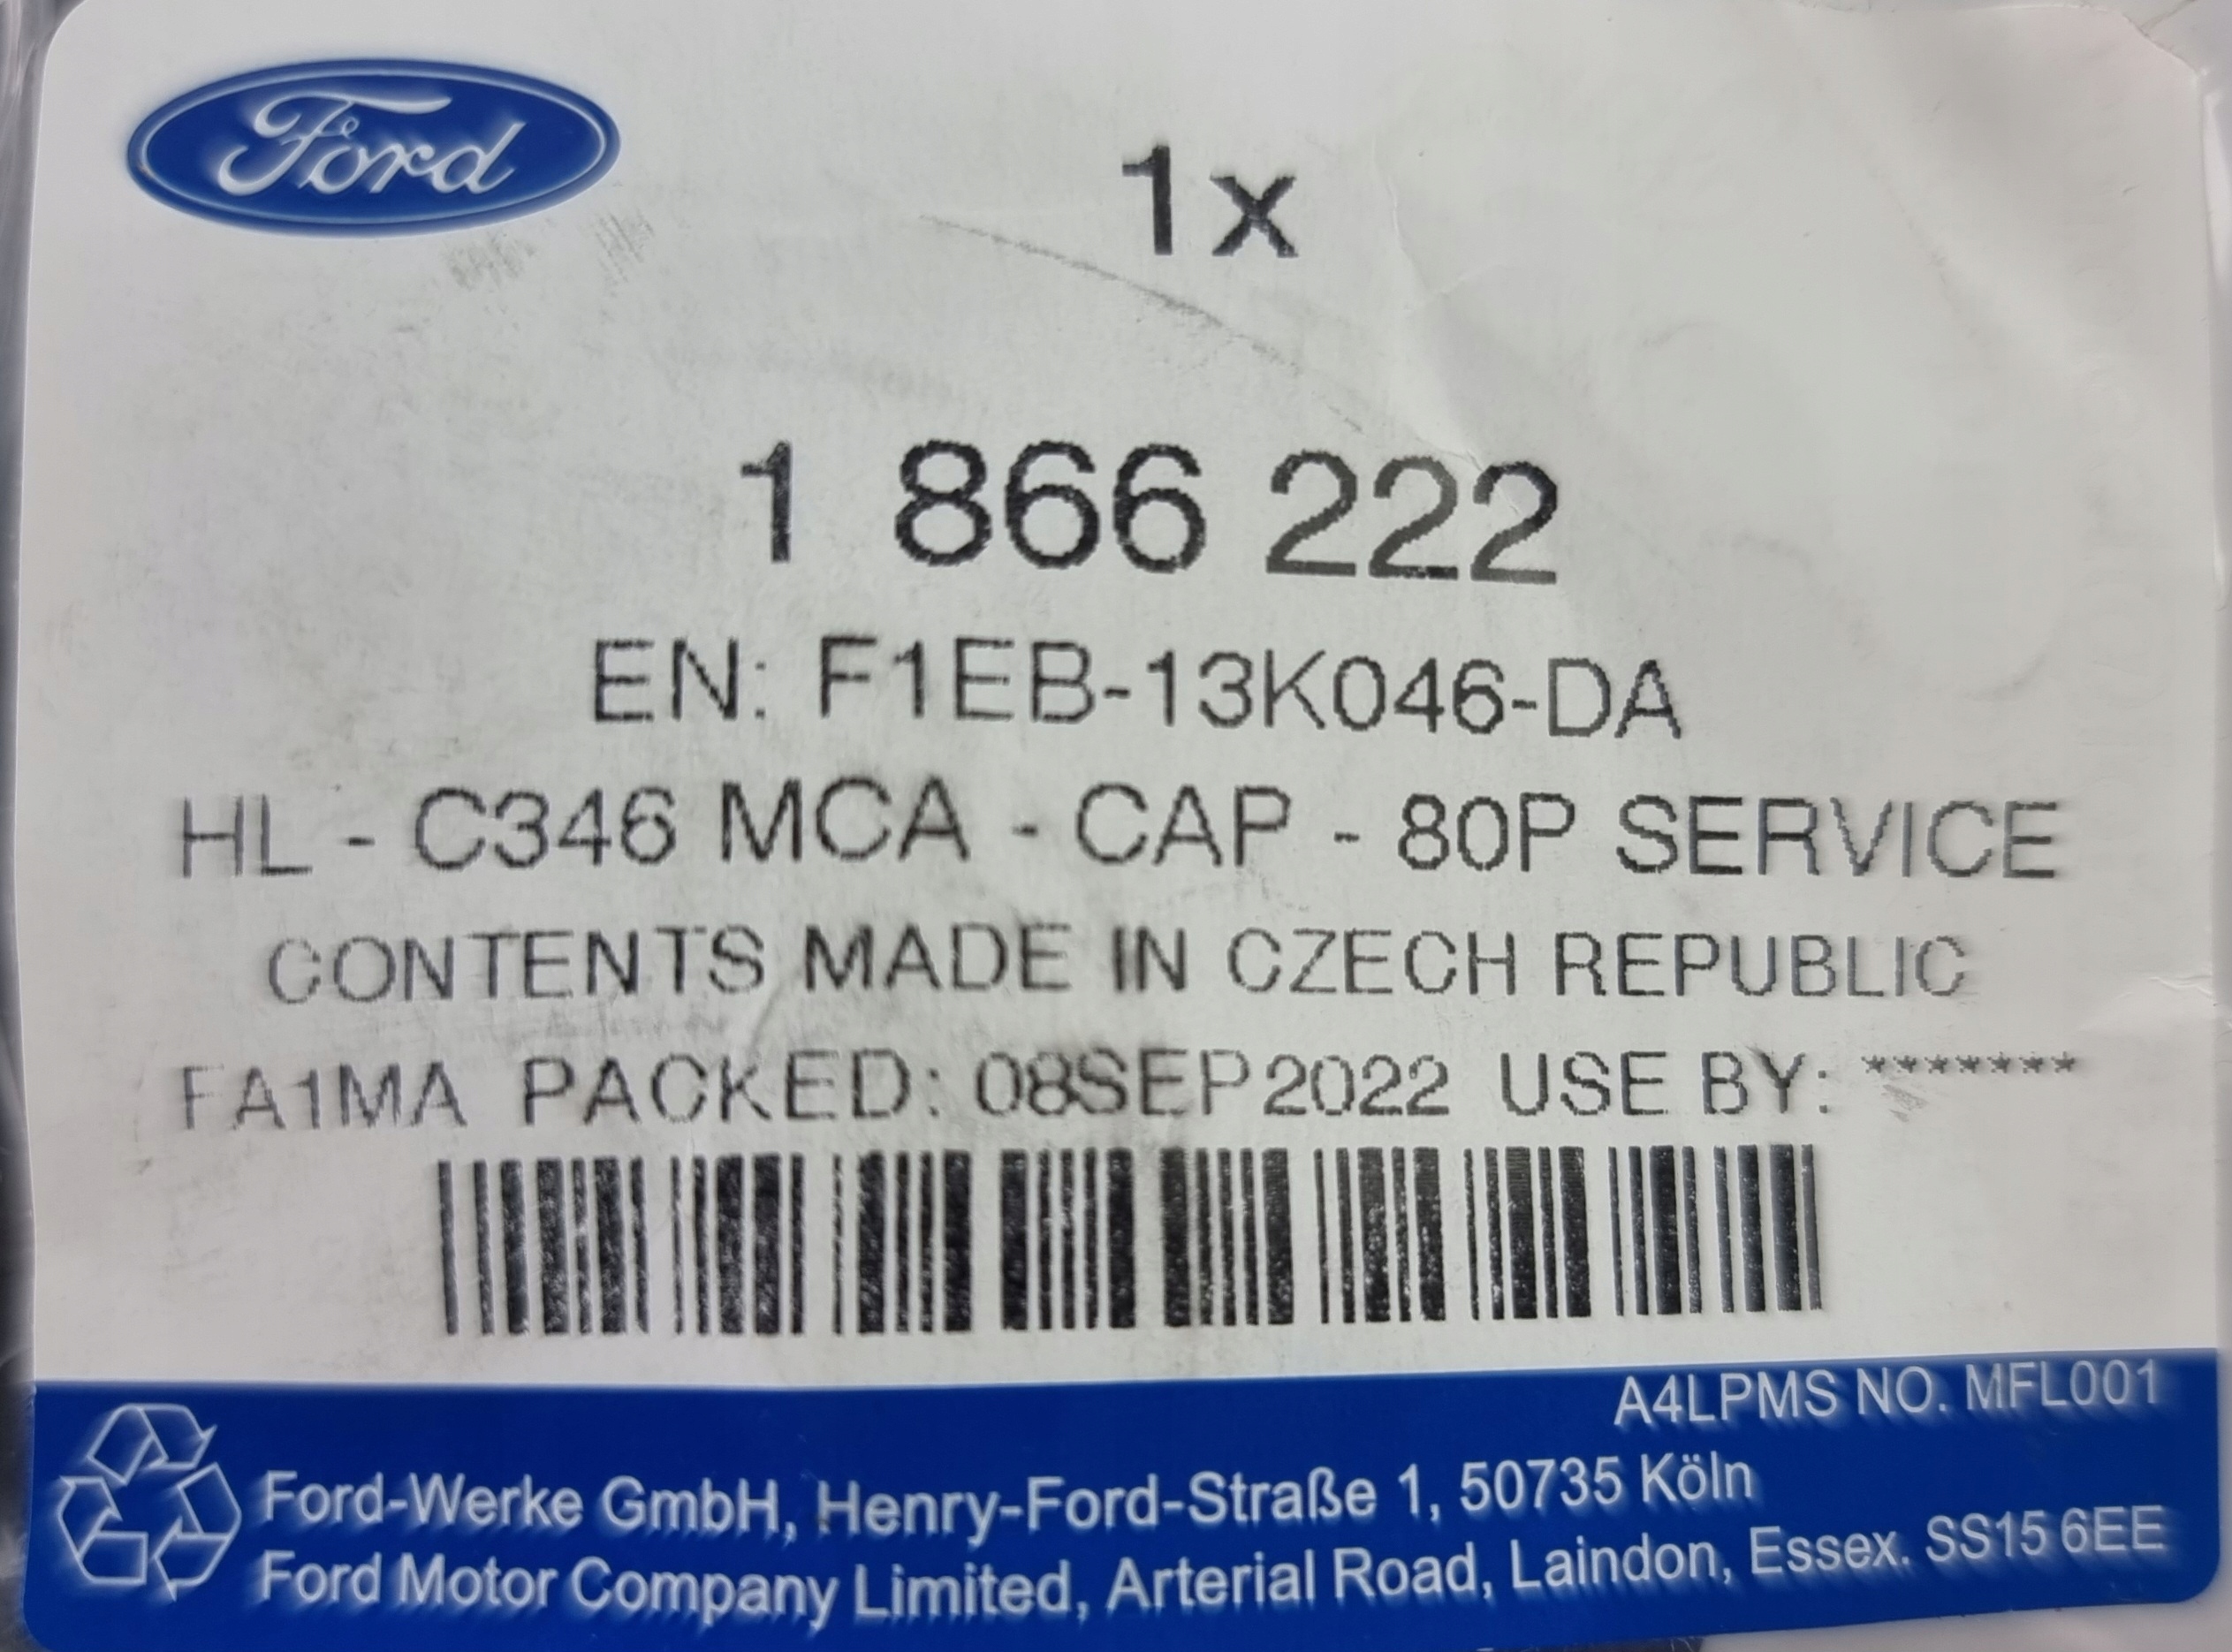 Ford
1x
1 866 222
EN: F1EB-13K046-DA
HL - C346 MCA - CAP - 80P SERVICE
CONTENTS MADE IN CZECH REPUBLIC
FA1MA PACKED: 08SEP2022 USE BY: *******
A4LPMS NO. MFL001
Ford-Werke GmbH, Henry-Ford-Straße 1, 50735 Köln
Ford Motor Company Limited, Arterial Road, Laindon, Essex. SS15 6EE